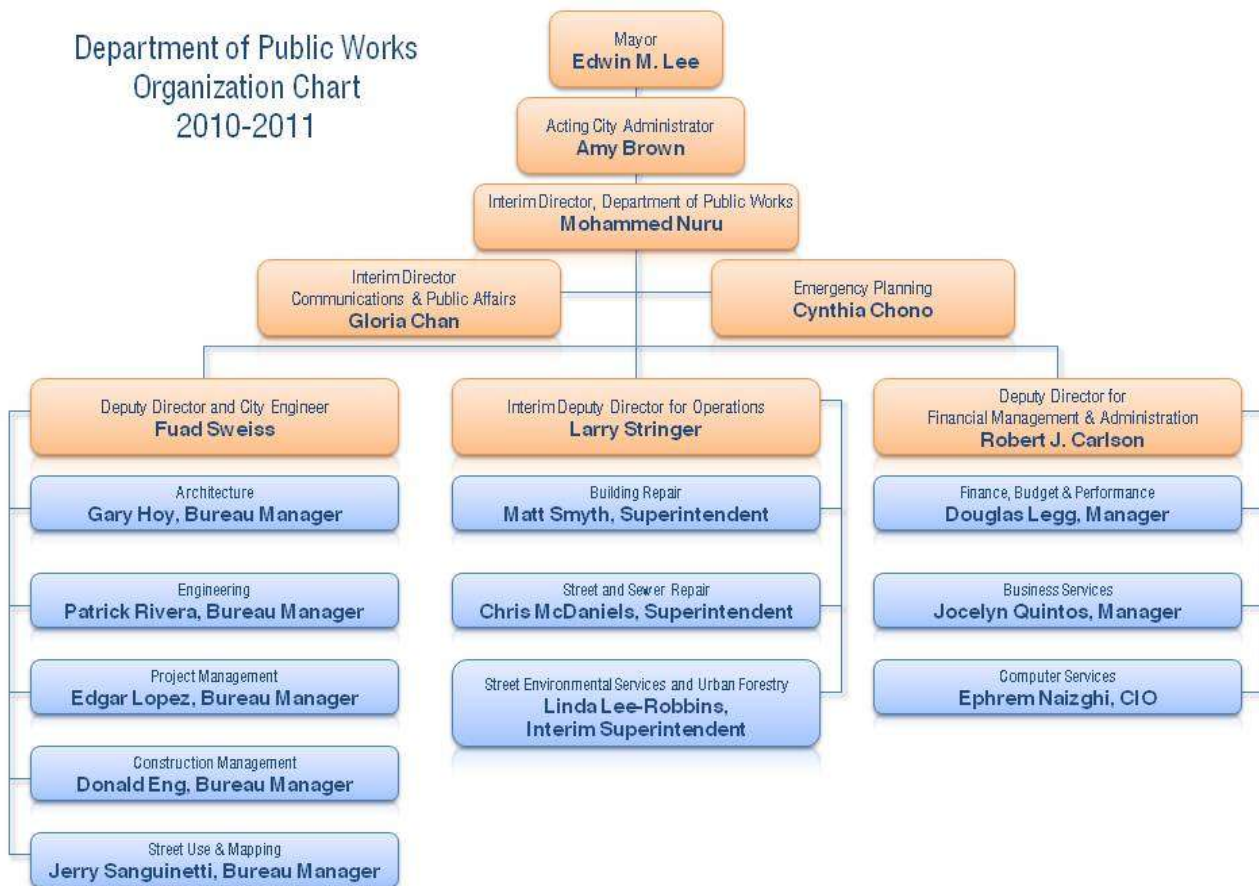 Department of Public Works
Organization Chart
2010-2011
Mayor
Edwin M. Lee
Acting City Administrator
Amy Brown
Interim Director, Department of Public Works
Mohammed Nuru
Interim Director
Communications & Public Affairs
Gloria Chan
Emergency Planning
Cynthia Chono
Deputy Director and City Engineer
Fuad Sweiss
Architecture
Gary Hoy, Bureau Manager
Engineering
Patrick Rivera, Bureau Manager
Project Management
Edgar Lopez, Bureau Manager
Construction Management
Donald Eng, Bureau Manager
Street Use & Mapping
Jerry Sanguinetti, Bureau Manager
Interim Deputy Director for Operations
Larry Stringer
Building Repair
Matt Smyth, Superintendent
Street and Sewer Repair
Chris McDaniels, Superintendent
Street Environmental Services and Urban Forestry
Linda Lee-Robbins,
Interim Superintendent
Deputy Director for
Financial Management & Administration
Robert J. Carlson
Finance, Budget & Performance
Douglas Legg, Manager
Business Services
Jocelyn Quintos, Manager
Computer Services
Ephrem Naizghi, CIO